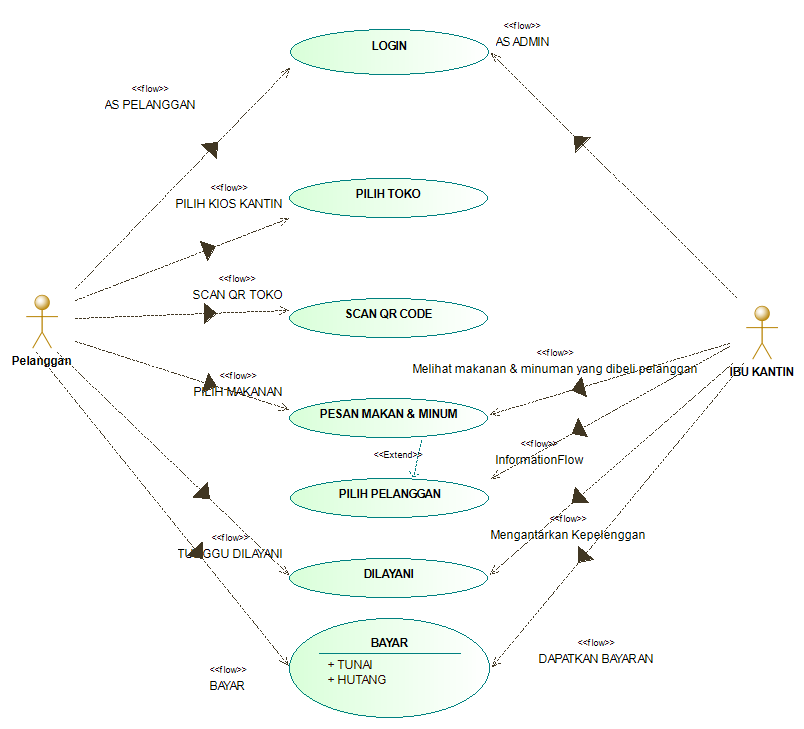 <<flow>>
AS ADMIN
LOGIN
<<flow>>
AS PELANGGAN
<<flow>>
PILIH KIOS KANTIN
PILIH TOKO
<<flow>>
SCAN QR TOKO
SCAN QR CODE
Pelanggan
IBU KANTIN
<<flow>>
Melihat makanan & minuman yang dibeli pelanggan
<<flow>>
PILIH MAKANAN
PESAN MAKAN & MINUM
<<Extend>>
<<flow>>
InformationFlow
PILIH PELANGGAN
<<flow>>
Mengantarkan Kepelenggan
<<flow>>
TUNGGU DILAYANI
DILAYANI
BAYAR
+ TUNAI
+ HUTANG
<<flow>>
DAPATKAN BAYARAN
<<flow>>
BAYAR